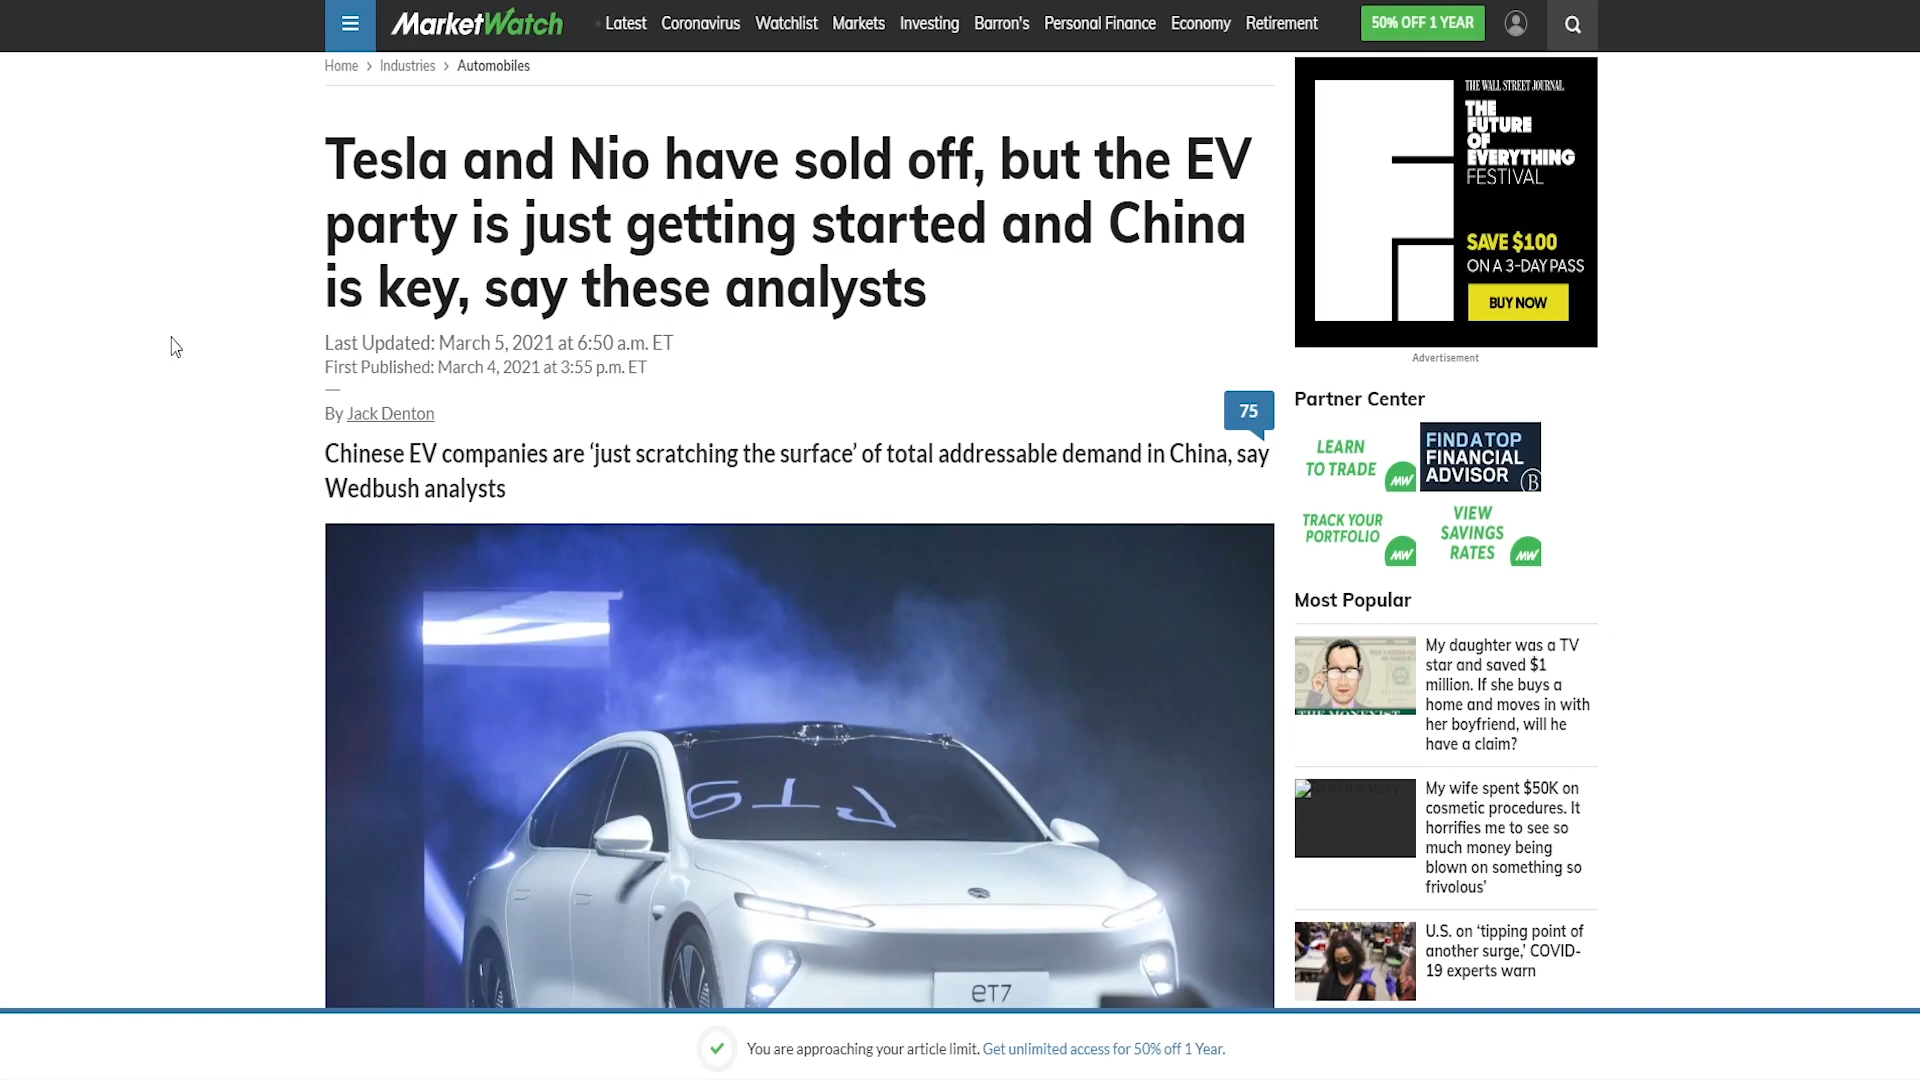 MarketWatch
Latest Coronavirus Watchlist Markets Investing Barron's Personal Finance Economy Retirement
50% OFF 1 YEAR
Home > Industries > Automobiles
Tesla and Nio have sold off, but the EV
party is just getting started and China
is key, say these analysts
Last Updated: March 5, 2021 at 6:50 a.m. ET
First Published: March 4, 2021 at 3:55 p.m. ET
By Jack Denton
75
Chinese EV companies are ‘just scratching the surface’ of total addressable demand in China, say
Wedbush analysts
eT7
THE WALL STREET JOURNAL.
THE
FUTURE
OF
EVERYTHING
FESTIVAL
SAVE $100
ON A 3-DAY PASS
BUY NOW
Advertisement
Partner Center
LEARN
TO TRADE
MW
FIND A TOP
FINANCIAL
ADVISOR
B
TRACK YOUR
PORTFOLIO
MW
VIEW
SAVINGS
RATES
MW
Most Popular
My daughter was a TV
star and saved $1
million. If she buys a
home and moves in with
her boyfriend, will he
have a claim?
My wife spent $50K on
cosmetic procedures. It
horrifies me to see so
much money being
blown on something so
frivolous’
U.S. on ‘tipping point of
another surge,’ COVID-
19 experts warn
You are approaching your article limit. Get unlimited access for 50% off 1 Year.